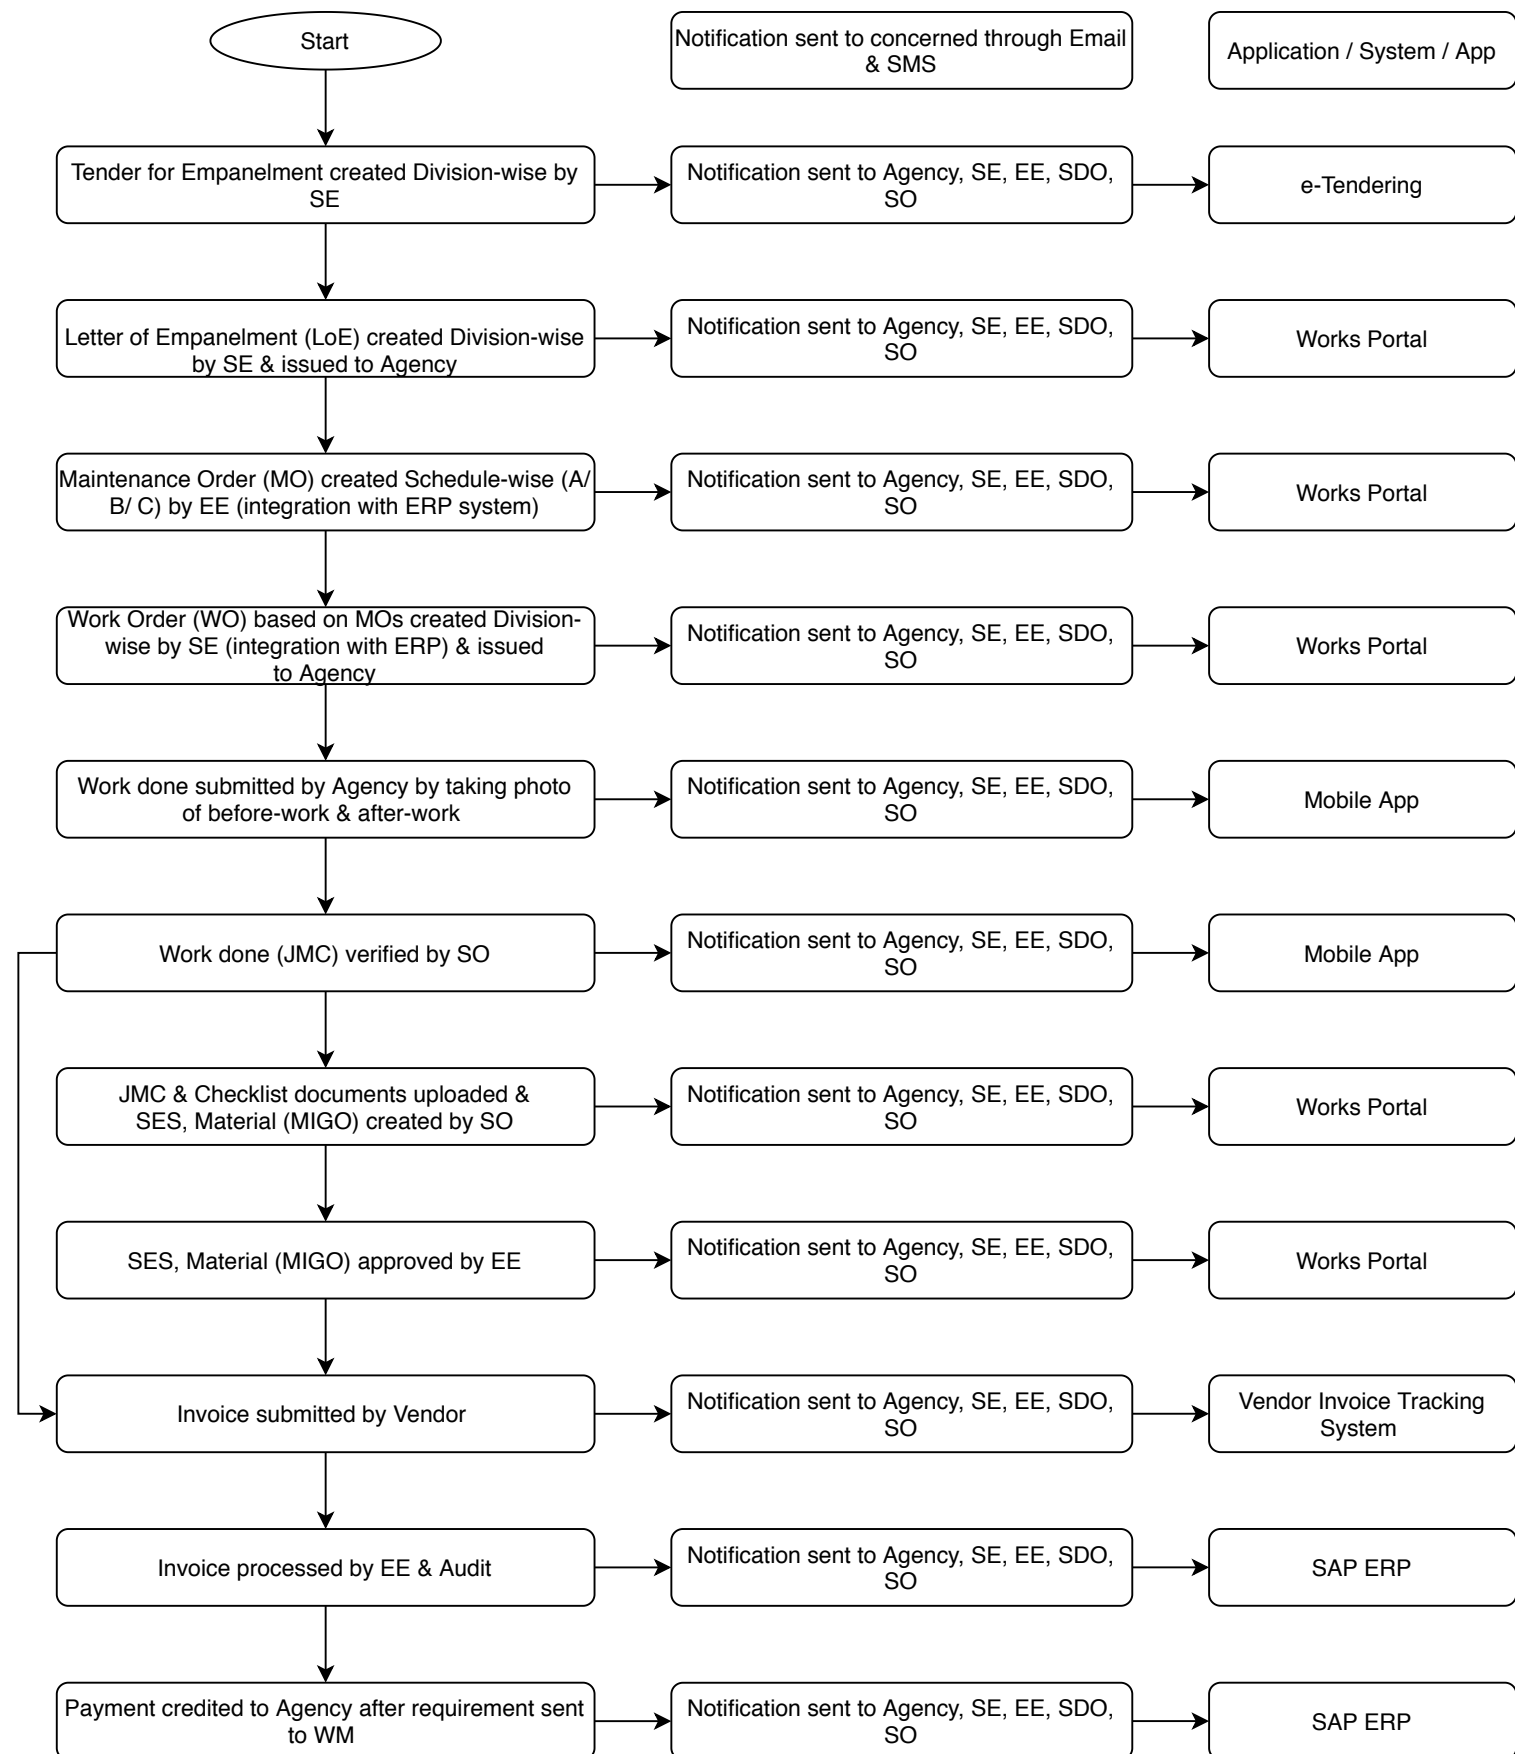 Start
Notification sent to concerned through Email
& SMS
Application / System / App
Tender for Empanelment created Division-wise by
SE
Notification sent to Agency, SE, EE, SDO,
SO
e-Tendering
Letter of Empanelment (LoE) created Division-wise
by SE & issued to Agency
Notification sent to Agency, SE, EE, SDO,
SO
Works Portal
Maintenance Order (MO) created Schedule-wise (A/
B/ C) by EE (integration with ERP system)
Notification sent to Agency, SE, EE, SDO,
SO
Works Portal
Work Order (WO) based on MOs created Division-
wise by SE (integration with ERP) & issued
to Agency
Notification sent to Agency, SE, EE, SDO,
SO
Works Portal
Work done submitted by Agency by taking photo
of before-work & after-work
Notification sent to Agency, SE, EE, SDO,
SO
Mobile App
Work done (JMC) verified by SO
Notification sent to Agency, SE, EE, SDO,
SO
Mobile App
JMC & Checklist documents uploaded &
SES, Material (MIGO) created by SO
Notification sent to Agency, SE, EE, SDO,
SO
Works Portal
SES, Material (MIGO) approved by EE
Notification sent to Agency, SE, EE, SDO,
SO
Works Portal
Invoice submitted by Vendor
Notification sent to Agency, SE, EE, SDO,
SO
Vendor Invoice Tracking
System
Invoice processed by EE & Audit
Notification sent to Agency, SE, EE, SDO,
SO
SAP ERP
Payment credited to Agency after requirement sent
to WM
Notification sent to Agency, SE, EE, SDO,
SO
SAP ERP